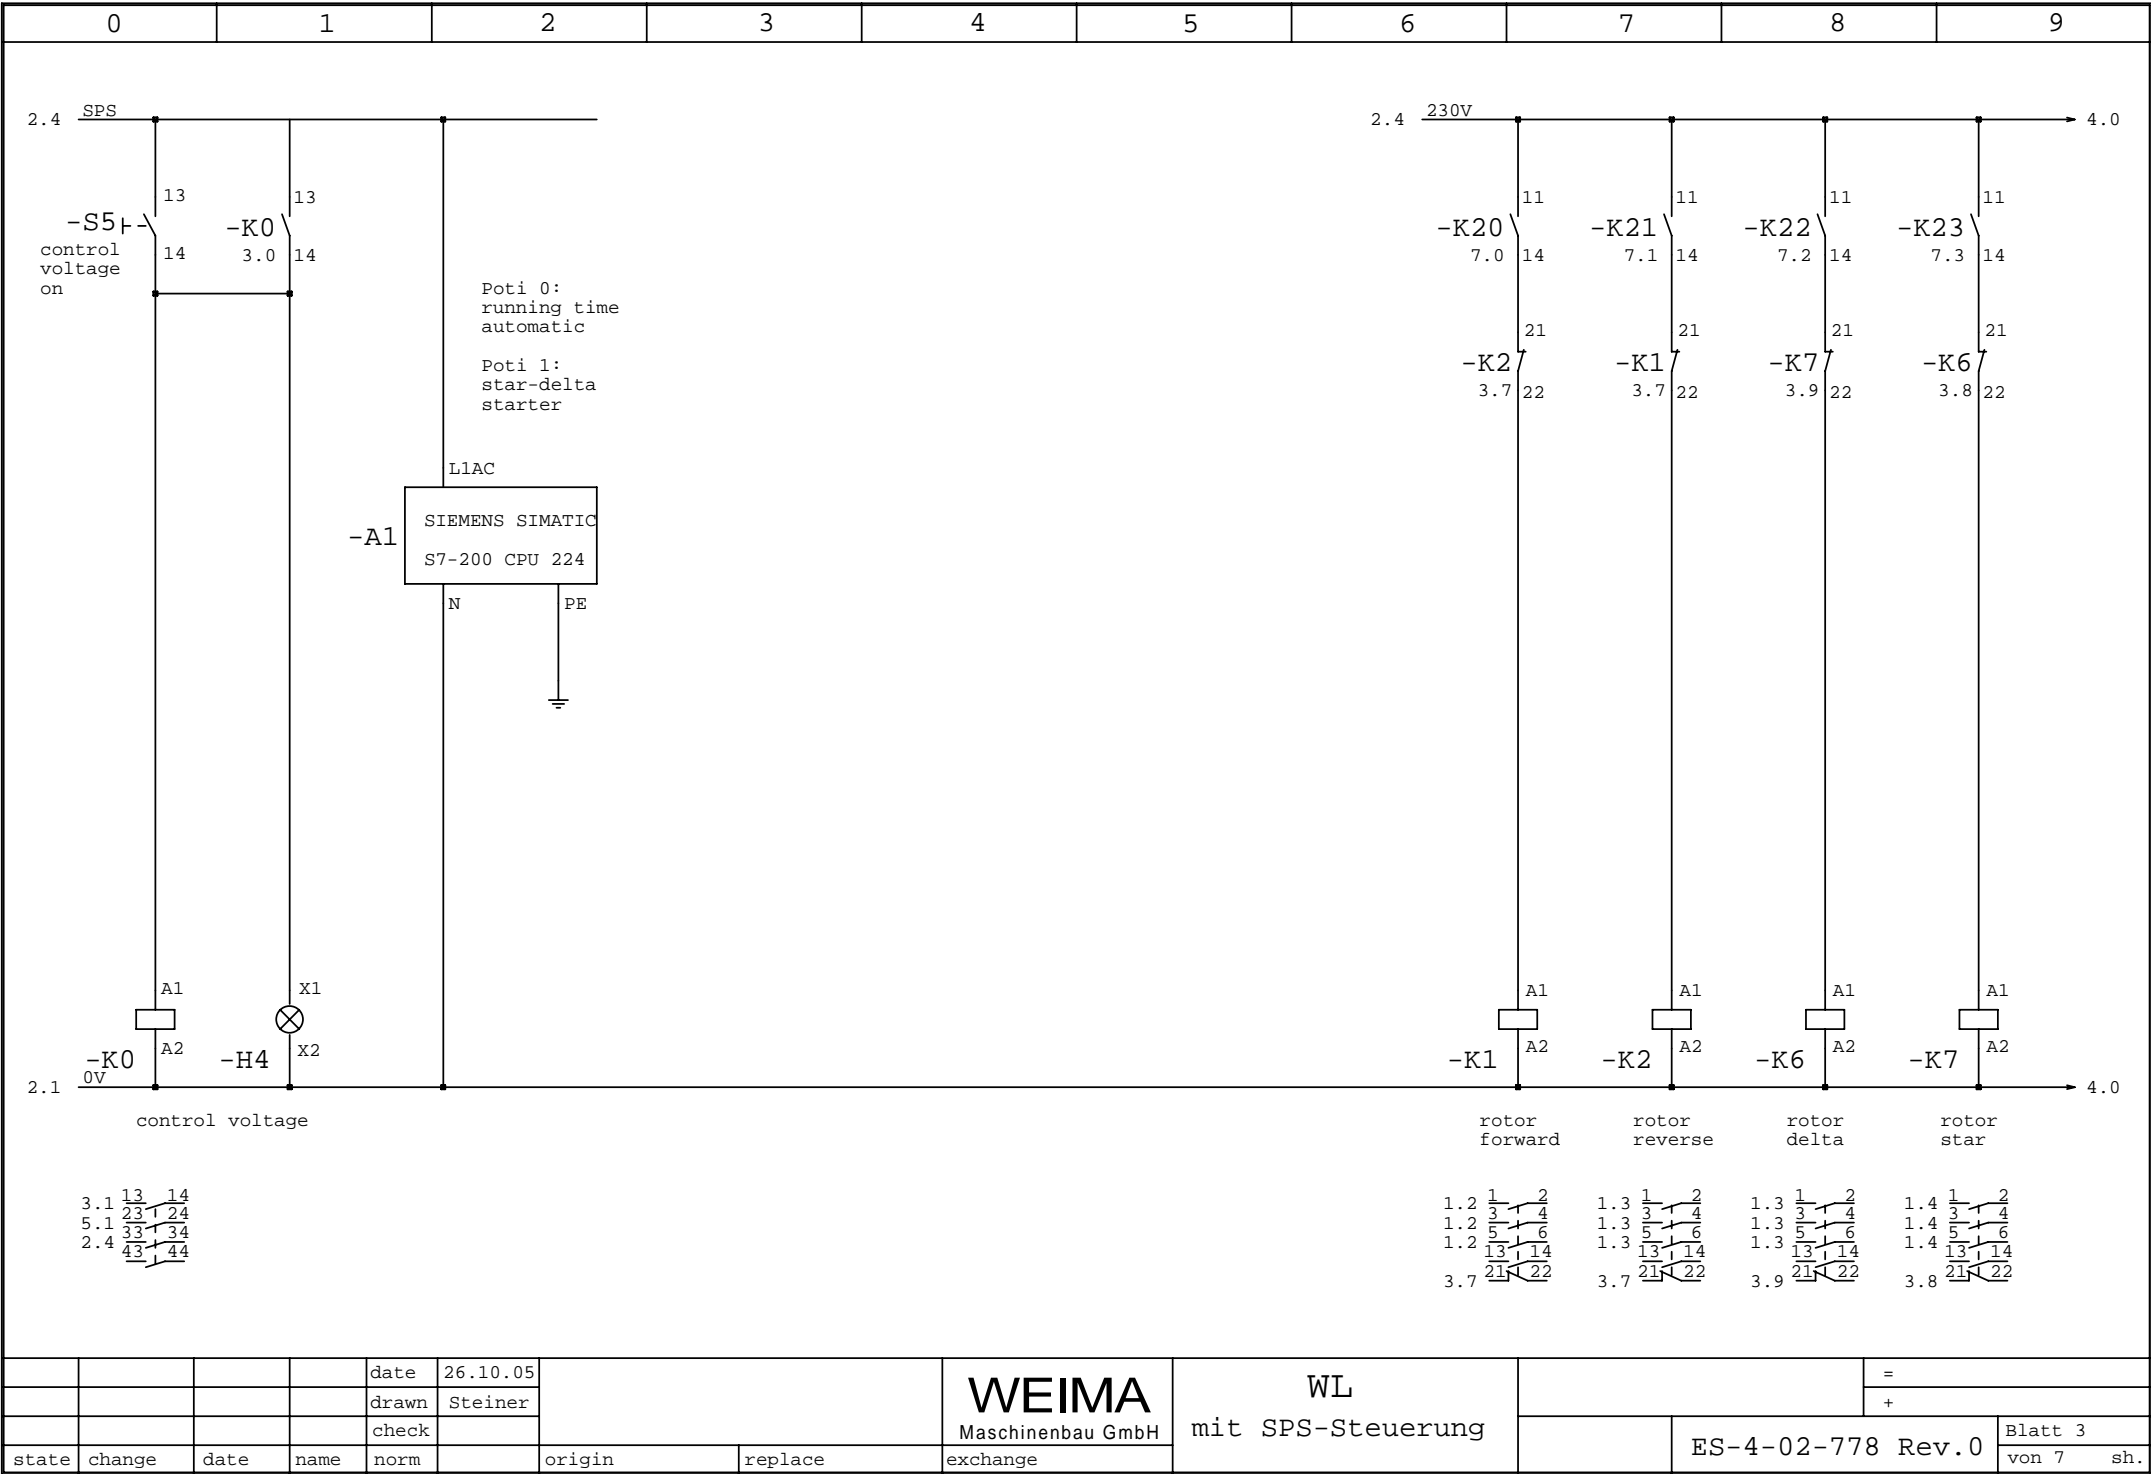 0 1 2 3 4 5 6 7 8 9
2.4 SPS
2.4 230V 4.0
13 13 11 11 11 11
-S5 -K0 -K20 -K21 -K22 -K23
control
voltage
on
14 3.0 14 7.0 14 7.1 14 7.2 14 7.3 14
Poti 0:
running time
automatic
Poti 1:
star-delta
starter
21 21 21 21
-K2 -K1 -K7 -K6
3.7 22 3.7 22 3.9 22 3.8 22
L1AC
SIEMENS SIMATIC
-A1
S7-200 CPU 224
N PE
A1 X1 A1 A1 A1 A1
A2 X2 A2 A2 A2 A2
-K0 -H4 -K1 -K2 -K6 -K7
2.1 0V 4.0
control voltage
rotor
forward
rotor
reverse
rotor
delta
rotor
star
3.1 13 14
5.1 23 24
2.4 33 34
43 44
1.2 1 2
1.2 3 4
1.2 5 6
13 14
3.7 21 22
1.3 1 2
1.3 3 4
1.3 5 6
13 14
3.7 21 22
1.3 1 2
1.3 3 4
1.3 5 6
13 14
3.9 21 22
1.4 1 2
1.4 3 4
1.4 5 6
13 14
3.8 21 22
date 26.10.05
drawn Steiner
check
state change date name norm origin replace exchange
WEIMA
Maschinenbau GmbH
WL
mit SPS-Steuerung
=
+
ES-4-02-778 Rev.0
Blatt 3
von 7 sh.